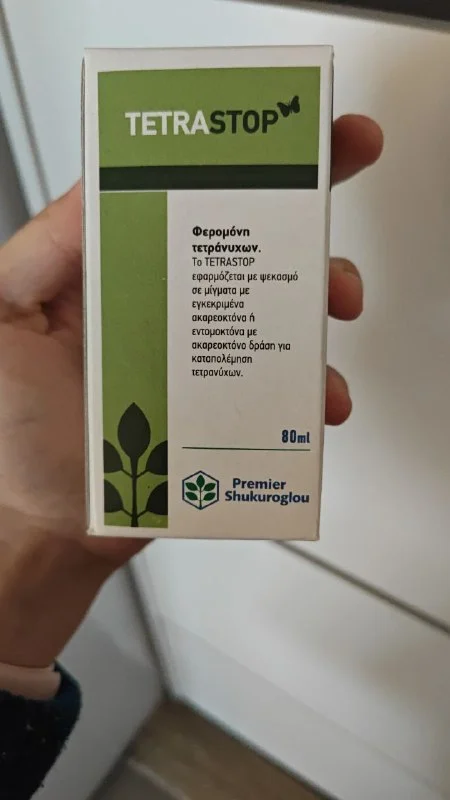 TETRASTOP
Φερομόνη
τετράνυχων.
Το TETRASTOP
εφαρμόζεται με ψεκασμό
σε μίγματα με
εγκεκριμένα
ακαρεοκτόνα ή
εντομοκτόνα με
ακαρεοκτόνο δράση για
καταπολέμηση
τετρανύχων.
80ml
Premier
Shukuroglou